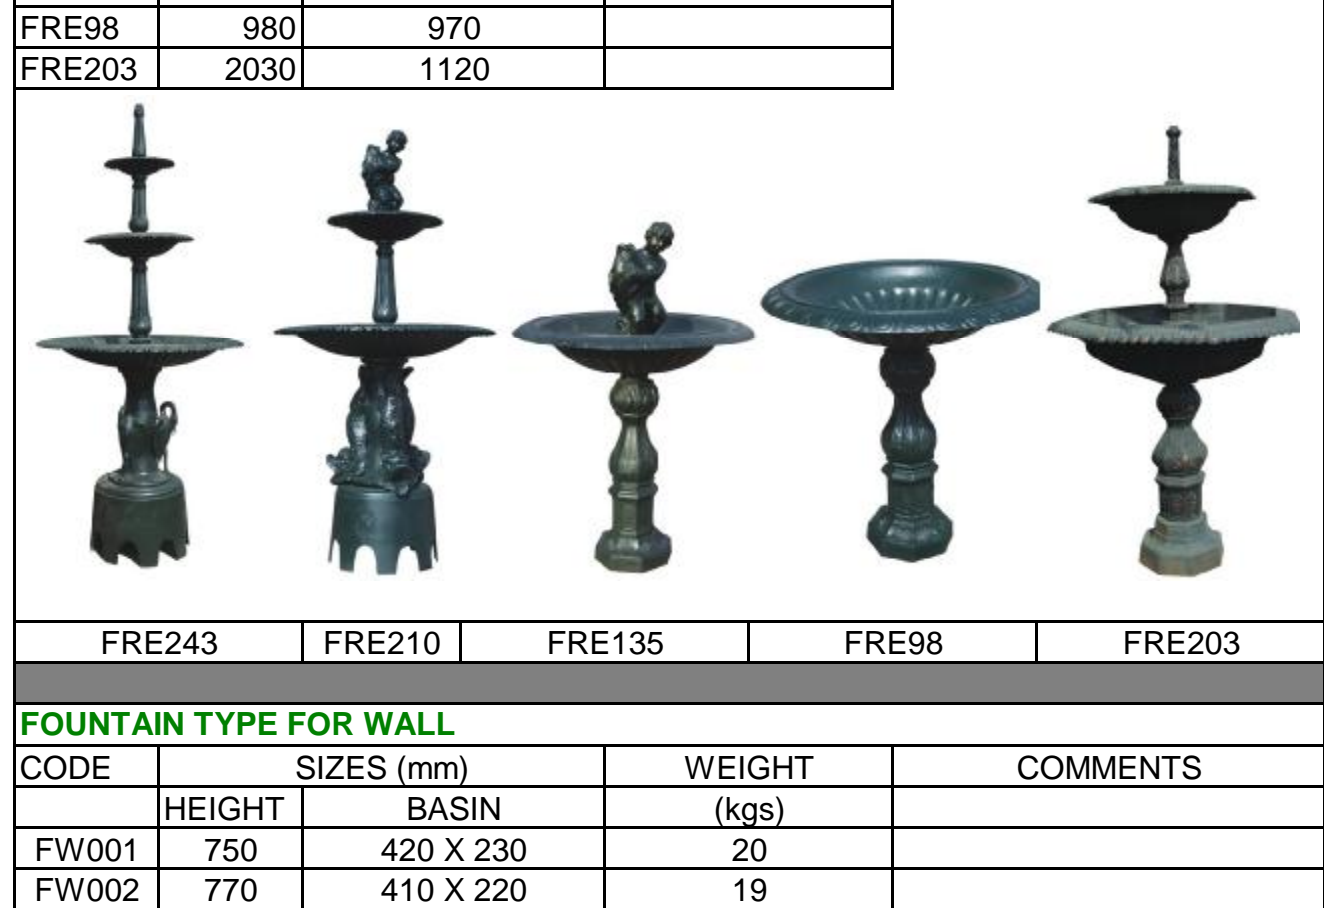 FRE98 980 970
FRE203 2030 1120
FRE243 FRE210 FRE135 FRE98 FRE203
FOUNTAIN TYPE FOR WALL
CODE SIZES (mm) WEIGHT COMMENTS
HEIGHT BASIN (kgs)
FW001 750 420 X 230 20
FW002 770 410 X 220 19